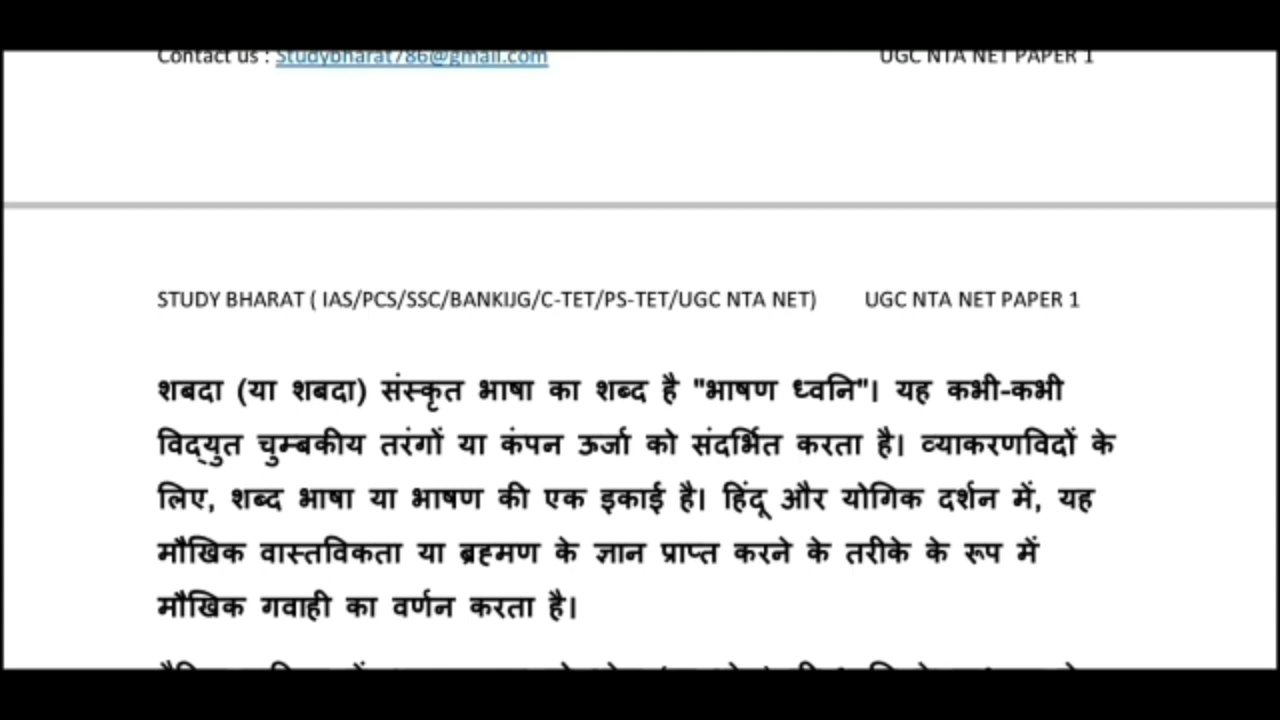 Contact us : Studybharat786@gmail.com UGC NTA NET PAPER 1
STUDY BHARAT ( IAS/PCS/SSC/BANKIJG/C-TET/PS-TET/UGC NTA NET) UGC NTA NET PAPER 1
शबदा (या शबदा) संस्कृत भाषा का शब्द है "भाषण ध्वनि"। यह कभी-कभी
विद्युत चुम्बकीय तरंगों या कंपन ऊर्जा को संदर्भित करता है। व्याकरणविदों के
लिए, शब्द भाषा या भाषण की एक इकाई है। हिंदू और योगिक दर्शन में, यह
मौखिक वास्तविकता या ब्रह्मण के ज्ञान प्राप्त करने के तरीके के रूप में
मौखिक गवाही का वर्णन करता है।